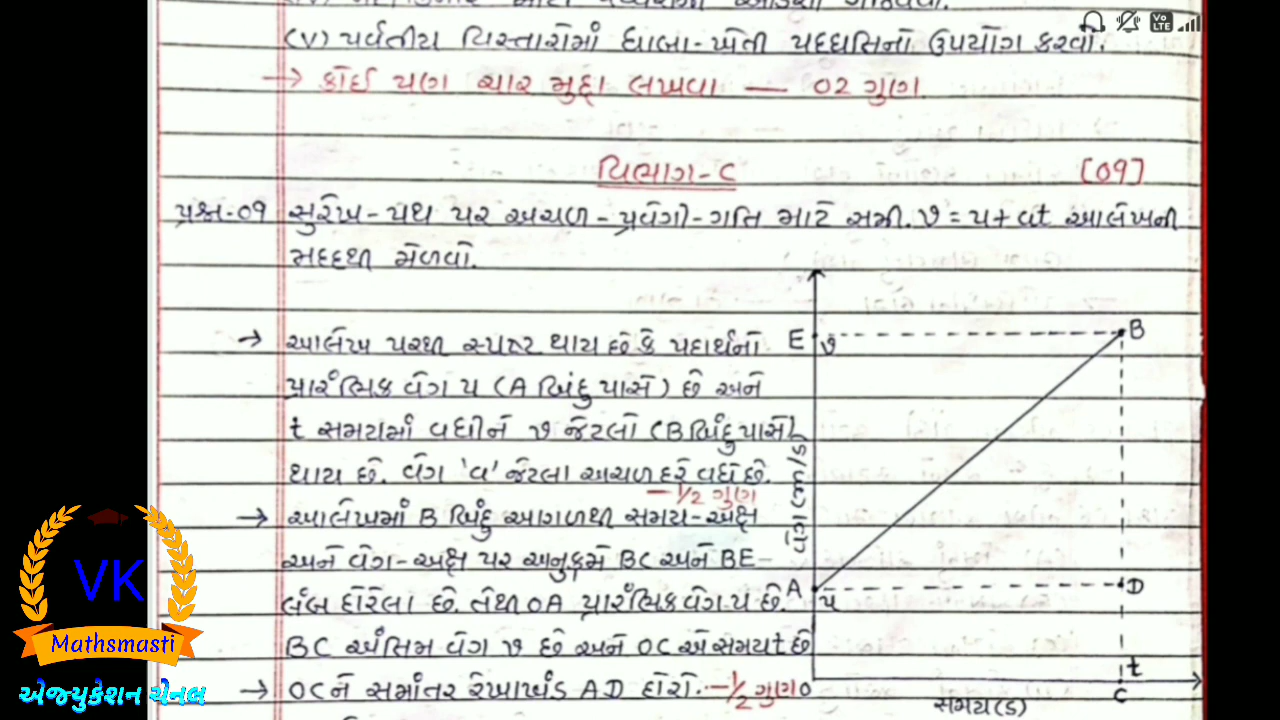 (V) પર્વતીય વિસ્તારોમાં ધાબા-ખેતી પદ્ધતિનો ઉપયોગ કરવો.
→ કોઈ પણ ચાર મુદ્દા લખવા — 02 ગુણ
વિભાગ-C [09]
પ્રશ્ન-09 સુરેખ-પથ પર અચળ-પ્રવેગી-ગતિ માટે સમી. v = u + at આલેખની
મદદથી મેળવો.
→ આલેખ પરથી સ્પષ્ટ થાય છે કે પદાર્થનો
પ્રારંભિક વેગ u (A બિંદુ પાસે) છે અને
t સમયમાં વધીને v જેટલો (B બિંદુ પાસે)
થાય છે. વેગ 'a' જેટલા અચળ દરે વધે છે.
— 1/2 ગુણ
→ આલેખમાં B બિંદુ આગળથી સમય-અક્ષ
અને વેગ-અક્ષ પર અનુક્રમે BC અને BE
લંબ દોરેલા છે. તેથી OA પ્રારંભિક વેગ u છે.
BC અંતિમ વેગ v છે અને OC એ સમય t છે
→ OC ને સમાંતર રેખાખંડ AD દોરો. — 1/2 ગુણ
E v B
વેગ (m/s)
A u D
O t
C
સમય (s)
Vo
LTE
VK
Mathsmasti
એજ્યુકેશન ચેનલ